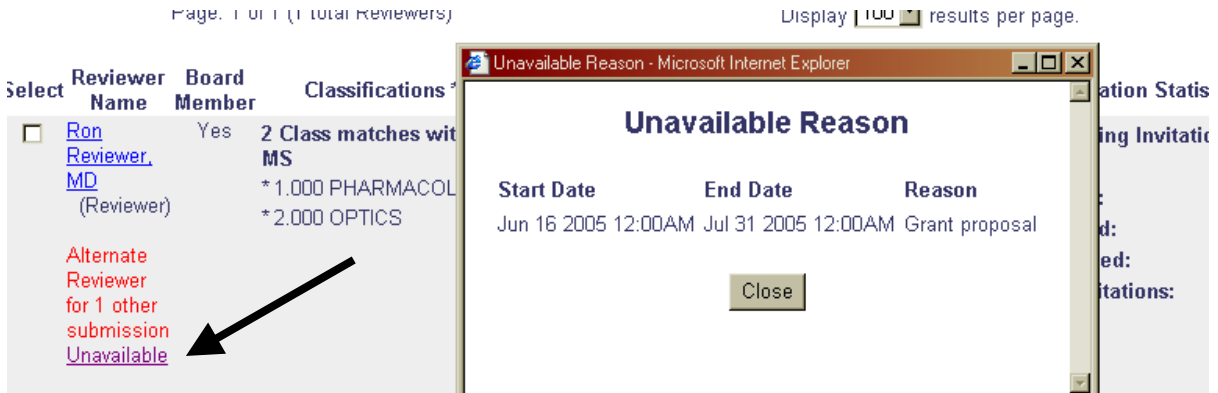 Page: 1 of 1 (1 total Reviewers) Display 100 results per page.
Select Reviewer Name Board Member Classifications *
Ron Reviewer, MD
(Reviewer)
Yes
2 Class matches wit
MS
* 1.000 PHARMACOL
* 2.000 OPTICS
Alternate
Reviewer
for 1 other
submission
Unavailable
Unavailable Reason - Microsoft Internet Explorer
Unavailable Reason
Start Date End Date Reason
Jun 16 2005 12:00AM Jul 31 2005 12:00AM Grant proposal
Close
ation Statis
ing Invitatio
:
d:
ed:
itations: